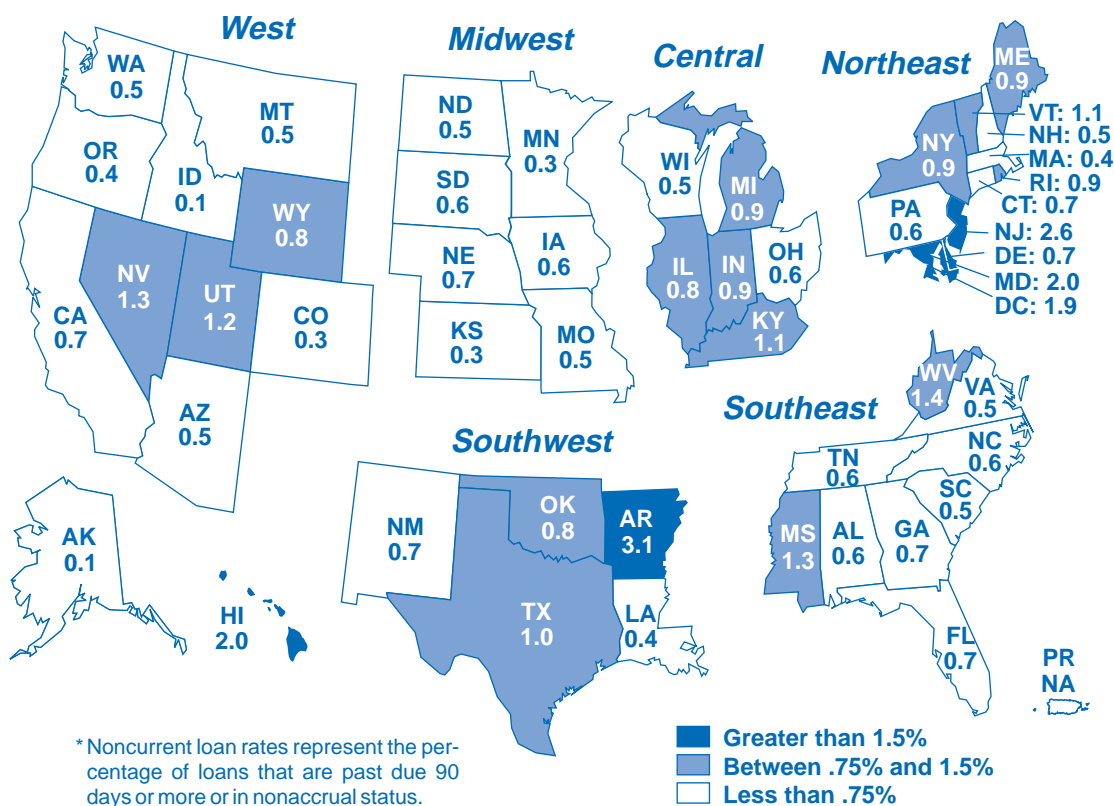 West
WA
0.5
MT
0.5
OR
0.4
ID
0.1
WY
0.8
NV
1.3
UT
1.2
CA
0.7
CO
0.3
AZ
0.5
AK
0.1
HI
2.0
Midwest
ND
0.5
MN
0.3
SD
0.6
NE
0.7
IA
0.6
KS
0.3
MO
0.5
Central
WI
0.5
MI
0.9
IL
0.8
IN
0.9
OH
0.6
KY
1.1
Northeast
ME
0.9
NY
0.9
PA
0.6
VT: 1.1
NH: 0.5
MA: 0.4
RI: 0.9
CT: 0.7
NJ: 2.6
DE: 0.7
MD: 2.0
DC: 1.9
Southwest
NM
0.7
OK
0.8
AR
3.1
TX
1.0
LA
0.4
Southeast
WV
1.4
VA
0.5
NC
0.6
TN
0.6
SC
0.5
MS
1.3
AL
0.6
GA
0.7
FL
0.7
PR
NA
* Noncurrent loan rates represent the per-
centage of loans that are past due 90
days or more or in nonaccrual status.
Greater than 1.5%
Between .75% and 1.5%
Less than .75%